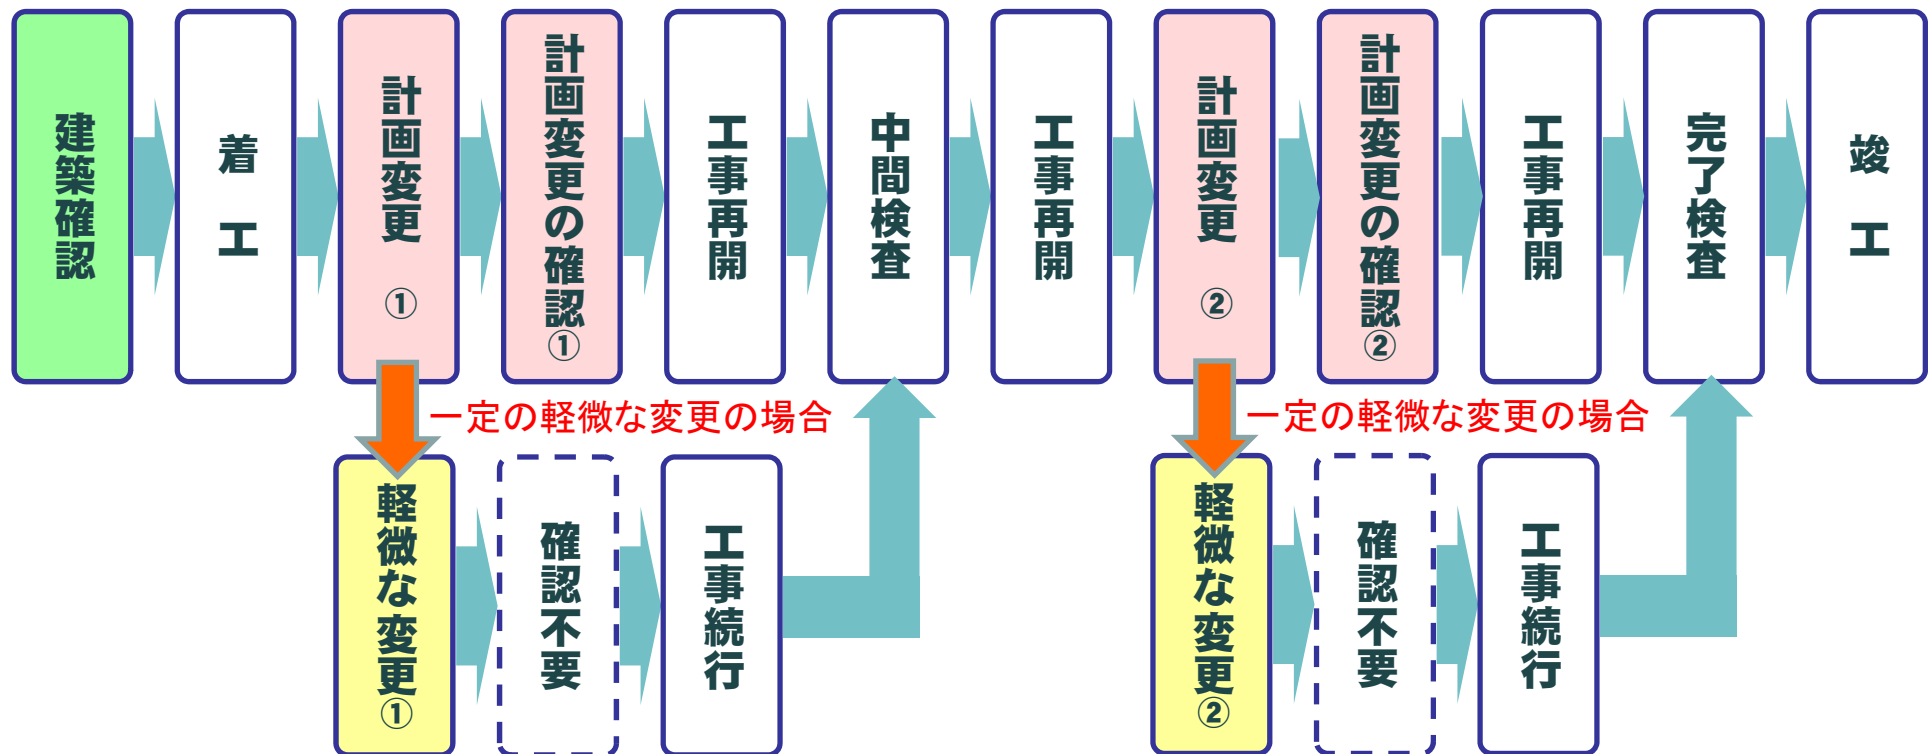 建築確認
着工
計画変更①
計画変更の確認①
工事再開
中間検査
工事再開
計画変更②
計画変更の確認②
工事再開
完了検査
竣工
一定の軽微な変更の場合
一定の軽微な変更の場合
軽微な変更①
確認不要
工事続行
軽微な変更②
確認不要
工事続行